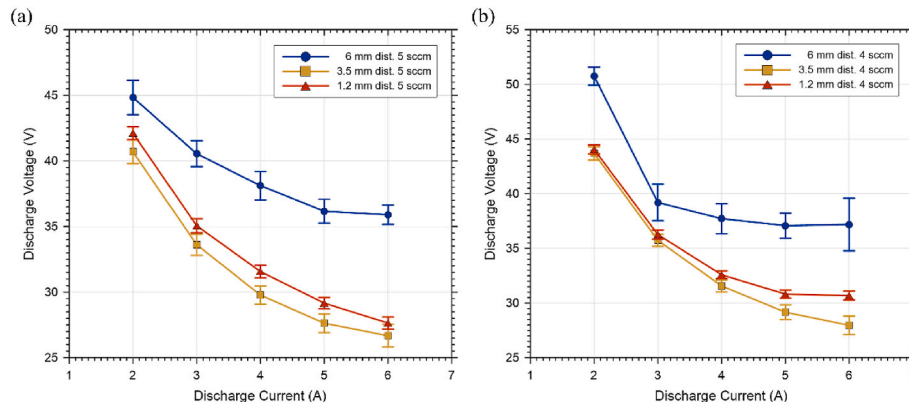 (a)
50
45
40
35
30
25
Discharge Voltage (V)
6 mm dist. 5 sccm
3.5 mm dist. 5 sccm
1.2 mm dist. 5 sccm
1 2 3 4 5 6 7
Discharge Current (A)
(b)
55
50
45
40
35
30
25
Discharge Voltage (V)
6 mm dist. 4 sccm
3.5 mm dist. 4 sccm
1.2 mm dist. 4 sccm
1 2 3 4 5 6 7
Discharge Current (A)